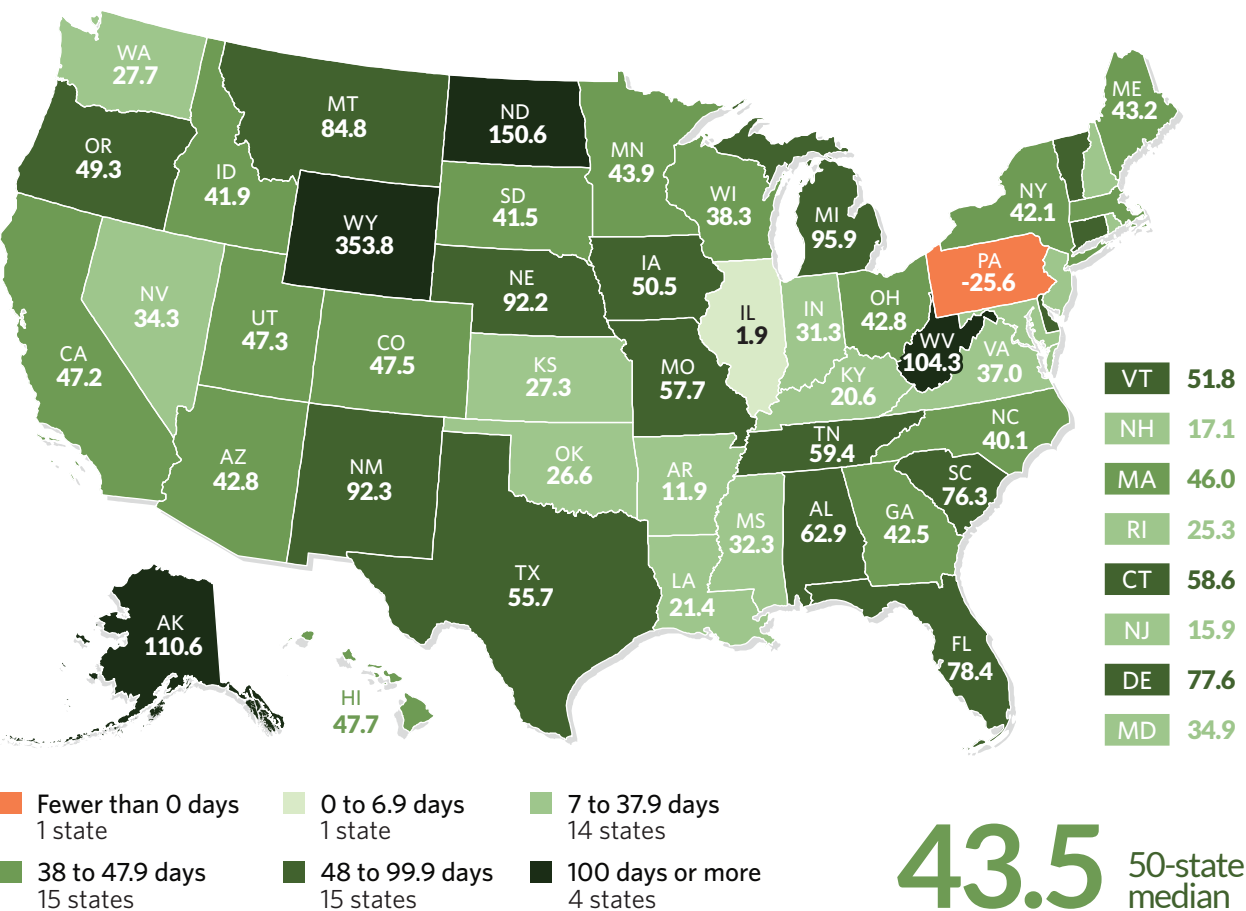 WA
27.7
OR
49.3
CA
47.2
NV
34.3
ID
41.9
MT
84.8
WY
353.8
UT
47.3
AZ
42.8
CO
47.5
NM
92.3
ND
150.6
SD
41.5
NE
92.2
KS
27.3
OK
26.6
TX
55.7
MN
43.9
IA
50.5
MO
57.7
AR
11.9
LA
21.4
WI
38.3
IL
1.9
MI
95.9
IN
31.3
OH
42.8
KY
20.6
TN
59.4
MS
32.3
AL
62.9
GA
42.5
FL
78.4
SC
76.3
NC
40.1
VA
37.0
WV
104.3
PA
-25.6
NY
42.1
ME
43.2
AK
110.6
HI
47.7
VT 51.8
NH 17.1
MA 46.0
RI 25.3
CT 58.6
NJ 15.9
DE 77.6
MD 34.9
Fewer than 0 days
1 state
0 to 6.9 days
1 state
7 to 37.9 days
14 states
38 to 47.9 days
15 states
48 to 99.9 days
15 states
100 days or more
4 states
43.5
50-state
median